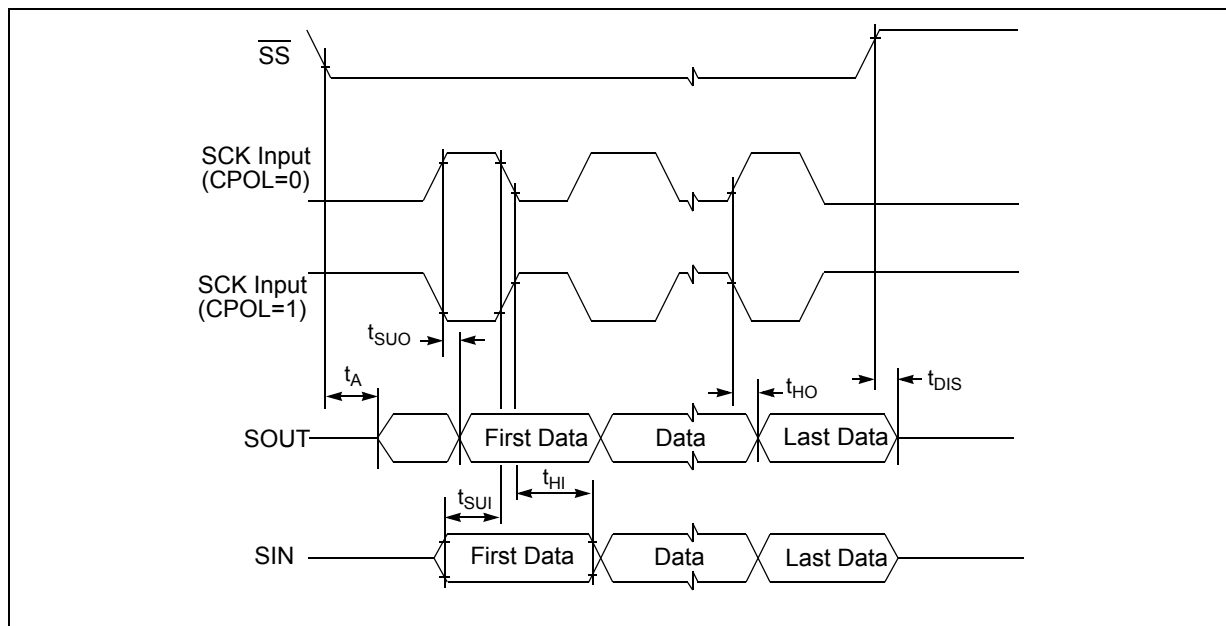 SS
SCK Input
(CPOL=0)
SCK Input
(CPOL=1)
tSUO
tA
tHO
tDIS
SOUT
First Data
Data
Last Data
tSUI
tHI
SIN
First Data
Data
Last Data